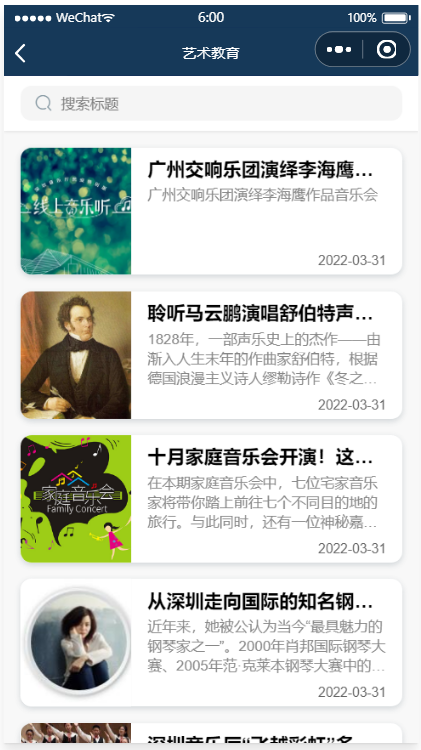 WeChat
6:00
100%
艺术教育
搜索标题
线上音乐听
广州交响乐团演绎李海鹰...
广州交响乐团演绎李海鹰作品音乐会
2022-03-31
聆听马云鹏演唱舒伯特声...
1828年，一部声乐史上的杰作——由
渐入人生末年的作曲家舒伯特，根据
德国浪漫主义诗人缪勒诗作《冬之...
2022-03-31
家庭音乐会
Family Concert
十月家庭音乐会开演！这...
在本期家庭音乐会中，七位宅家音乐
家将带你踏上前往七个不同目的地的
旅行。与此同时，还有一位神秘嘉...
2022-03-31
从深圳走向国际的知名钢...
近年来，她被公认为当今“最具魅力的
钢琴家之一”。2000年肖邦国际钢琴大
赛、2005年范·克莱本钢琴大赛中的...
2022-03-31
深圳音乐厅“飞越彩虹”多...